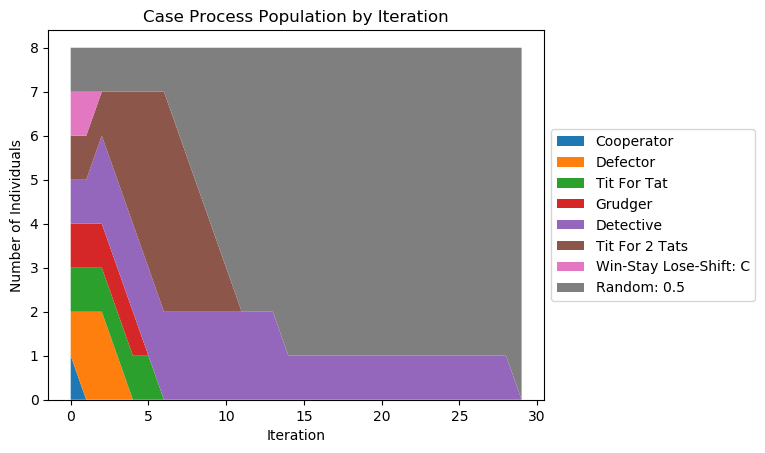 Case Process Population by Iteration
Number of Individuals
8
7
6
5
4
3
2
1
0
0 5 10 15 20 25 30
Iteration
Cooperator
Defector
Tit For Tat
Grudger
Detective
Tit For 2 Tats
Win-Stay Lose-Shift: C
Random: 0.5